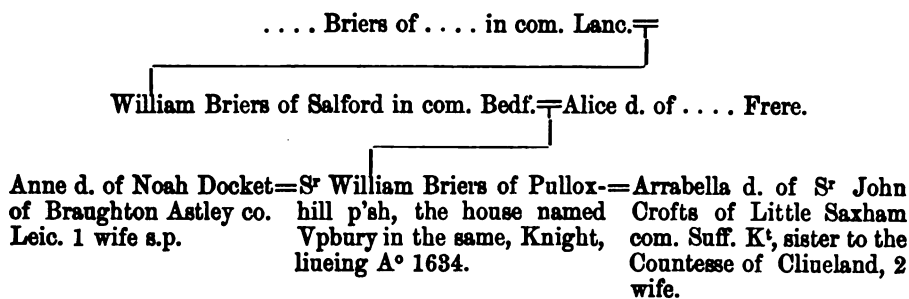 . . . . Briers of . . . . in com. Lanc.=
William Briers of Salford in com. Bedf.=Alice d. of . . . . Frere.
Anne d. of Noah Docket=
of Braughton Astley co.
Leic. 1 wife s.p.
Sʳ William Briers of Pullox-=
hill p'sh, the house named
Vpbury in the same, Knight,
liueing Aº 1634.
Arrabella d. of Sʳ John
Crofts of Little Saxham
com. Suff. Kᵗ, sister to the
Countesse of Cliueland, 2
wife.